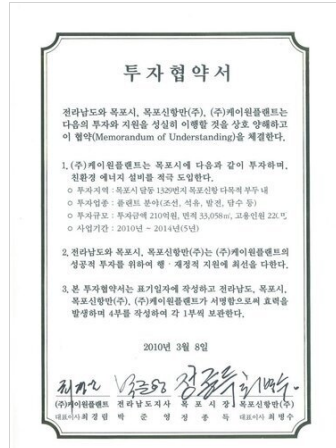 투자협약서
전라남도와 목포시, 목포신항만(주), (주)케이원플랜트는
다음의 투자와 지원을 성실히 이행할 것을 상호 양해하고
이 협약(Memorandum of Understanding)을 체결한다.
1. (주)케이원플랜트는 목포시에 다음과 같이 투자하며,
친환경 에너지 설비를 적극 도입한다.
○ 투자지역 : 목포시 달동 1329번지 목포신항 다목적 부두 내
○ 투자업종 : 플랜트 분야(조선, 석유, 발전, 담수 등)
○ 투자규모 : 투자금액 210억원, 면적 33,058㎡, 고용인원 220명
○ 사업기간 : 2010년 ~ 2014년(5년)
2. 전라남도와 목포시, 목포신항만(주)는 (주)케이원플랜트의
성공적 투자를 위하여 행·재정적 지원에 최선을 다한다.
3. 본 투자협약서는 표기일자에 작성하고 전라남도, 목포시,
목포신항만(주), (주)케이원플랜트가 서명함으로써 효력을
발생하며 4부를 작성하여 각 1부씩 보관한다.
2010년 3월 8일
(주)케이원플랜트 전라남도지사 목포시장 목포신항만(주)
대표이사 최경림 박준영 정종득 대표이사 최병수